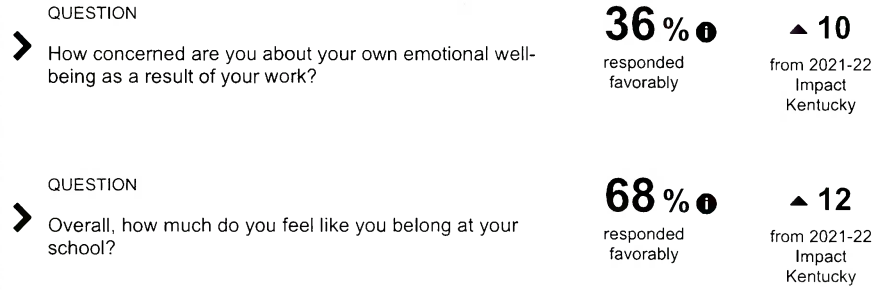 QUESTION
How concerned are you about your own emotional well-
being as a result of your work?
36%
responded
favorably
▲ 10
from 2021-22
Impact
Kentucky
QUESTION
Overall, how much do you feel like you belong at your
school?
68%
responded
favorably
▲ 12
from 2021-22
Impact
Kentucky